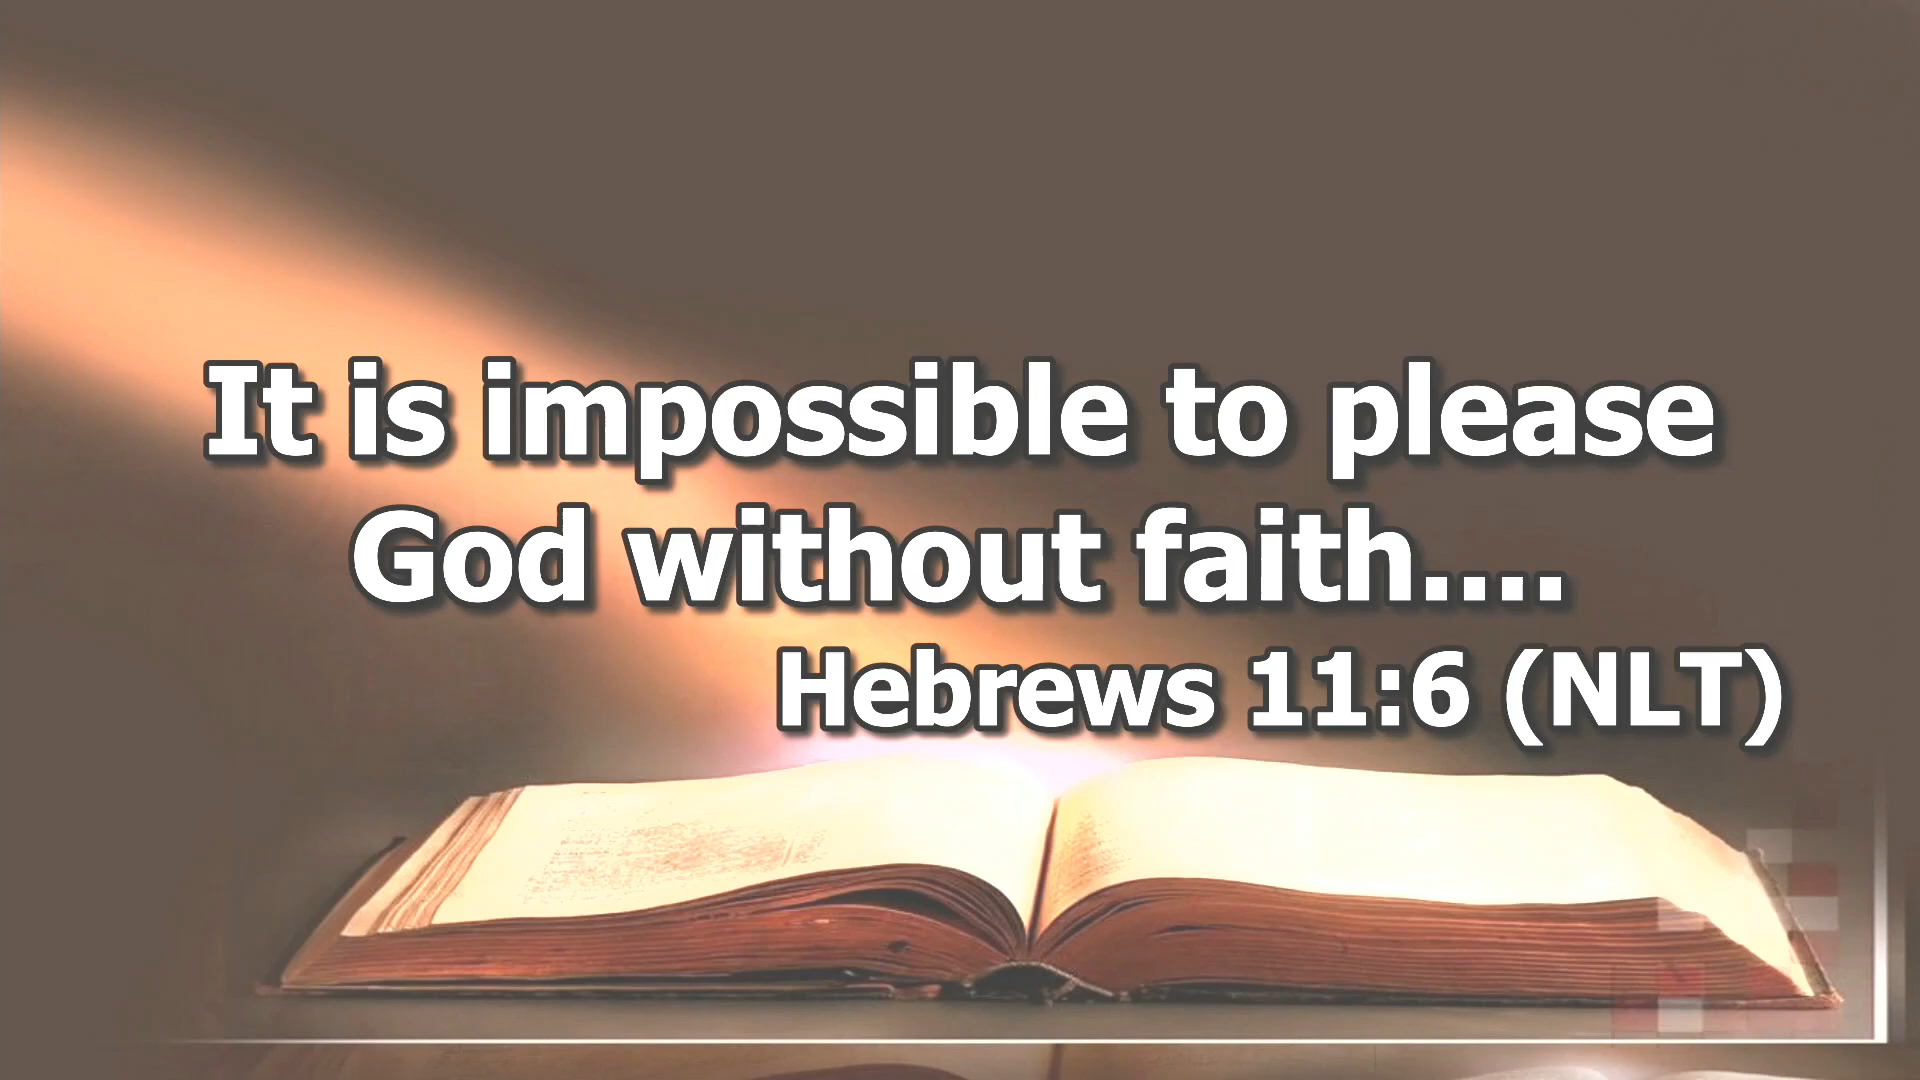 It is impossible to please
God without faith....
Hebrews 11:6 (NLT)